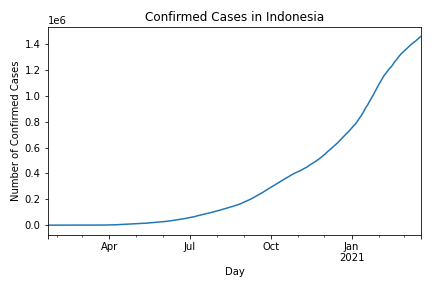 Confirmed Cases in Indonesia
1e6
Number of Confirmed Cases
1.4
1.2
1.0
0.8
0.6
0.4
0.2
0.0
Apr Jul Oct Jan
2021
Day